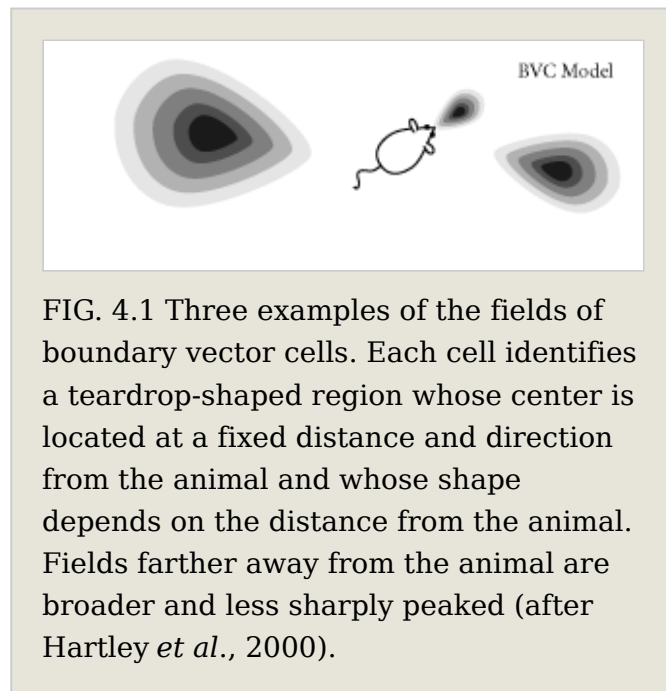 BVC Model
FIG. 4.1 Three examples of the fields of
boundary vector cells. Each cell identifies
a teardrop-shaped region whose center is
located at a fixed distance and direction
from the animal and whose shape
depends on the distance from the animal.
Fields farther away from the animal are
broader and less sharply peaked (after
Hartley et al., 2000).